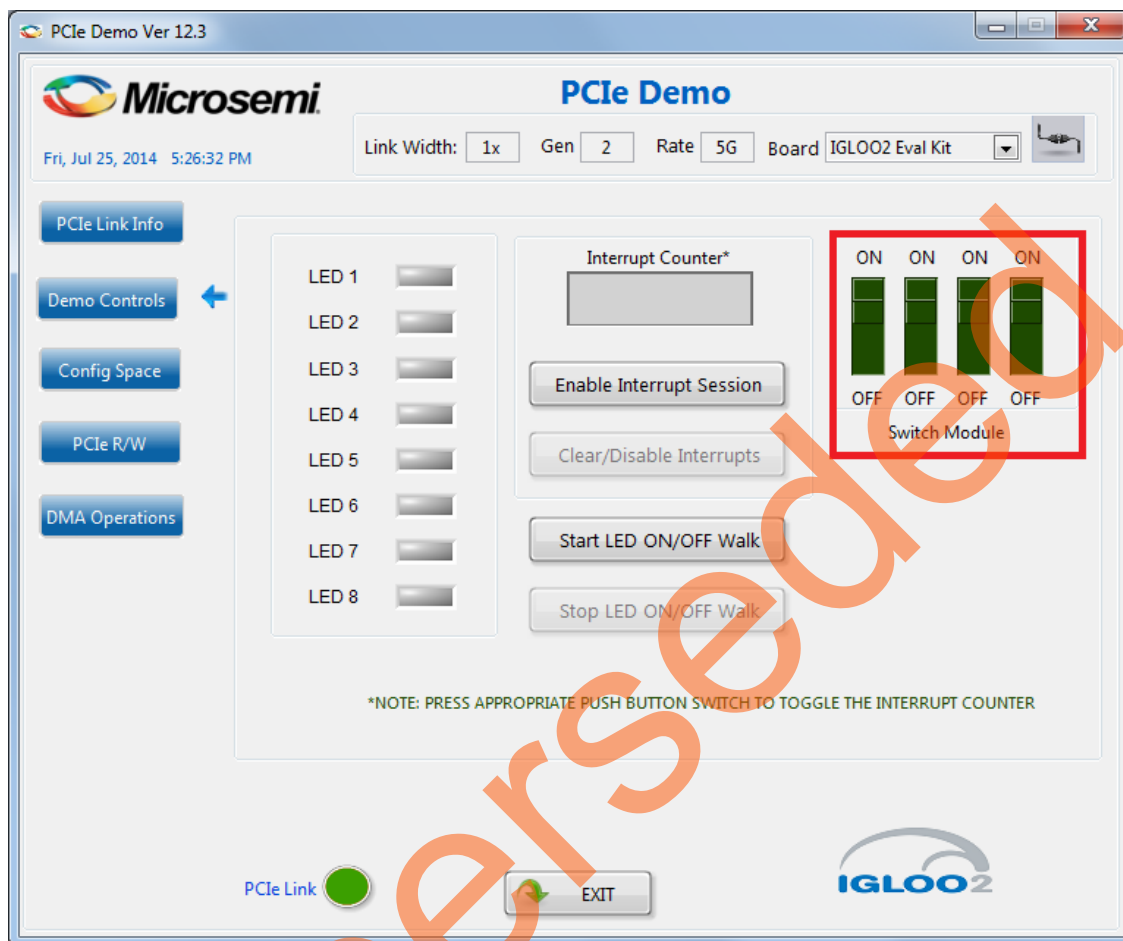 PCIe Demo Ver 12.3
Microsemi.
PCIe Demo
Fri, Jul 25, 2014 5:26:32 PM
Link Width: 1x Gen 2 Rate 5G Board IGLOO2 Eval Kit
PCIe Link Info
Demo Controls
Config Space
PCIe R/W
DMA Operations
LED 1
LED 2
LED 3
LED 4
LED 5
LED 6
LED 7
LED 8
Interrupt Counter*
Enable Interrupt Session
Clear/Disable Interrupts
Start LED ON/OFF Walk
Stop LED ON/OFF Walk
ON ON ON ON
OFF OFF OFF OFF
Switch Module
*NOTE: PRESS APPROPRIATE PUSH BUTTON SWITCH TO TOGGLE THE INTERRUPT COUNTER
PCIe Link
EXIT
IGLOO2
erseded